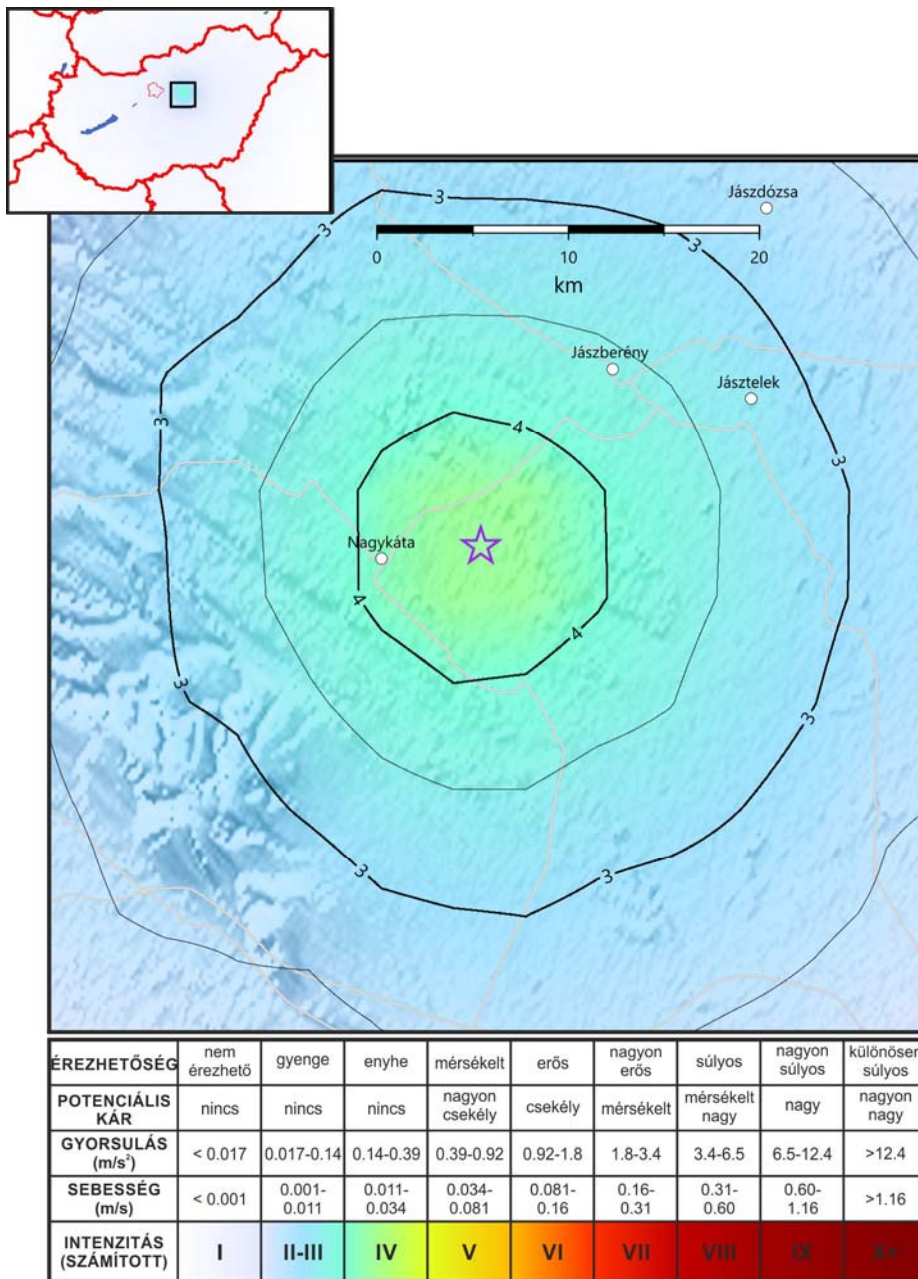 Jászdózsa
3
3
3
0
10
20
km
Jászberény
Jásztelek
4
3
3
Nagykáta
4
4
3
3
3
3
ÉREZHETŐSÉG nem érezhető gyenge enyhe mérsékelt erős nagyon erős súlyos nagyon súlyos különösen súlyos
POTENCIÁLIS KÁR nincs nincs nincs nagyon csekély csekély mérsékelt mérsékelt nagy nagy nagyon nagy
GYORSULÁS (m/s²) < 0.017 0.017-0.14 0.14-0.39 0.39-0.92 0.92-1.8 1.8-3.4 3.4-6.5 6.5-12.4 >12.4
SEBESSÉG (m/s) < 0.001 0.001-0.011 0.011-0.034 0.034-0.081 0.081-0.16 0.16-0.31 0.31-0.60 0.60-1.16 >1.16
INTENZITÁS (SZÁMÍTOTT) I II-III IV V VI VII VIII IX X+